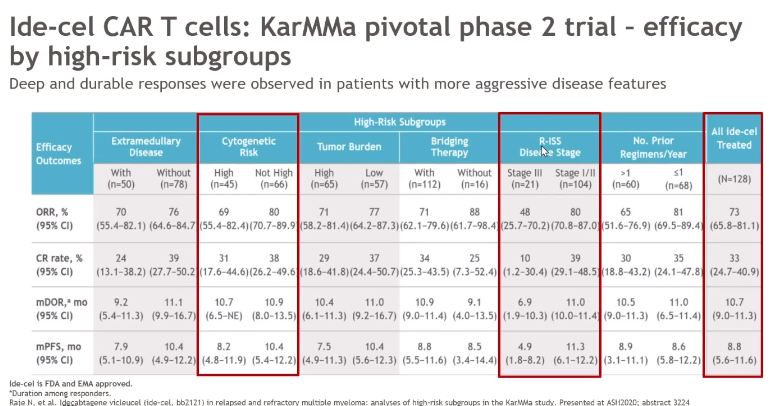 Ide-cel CAR T cells: KarMMa pivotal phase 2 trial – efficacy
by high-risk subgroups
Deep and durable responses were observed in patients with more aggressive disease features
High-Risk Subgroups
Efficacy Outcomes
Extramedullary Disease
Cytogenetic Risk
Tumor Burden
Bridging Therapy
R-ISS Disease Stage
No. Prior Regimens/Year
All ide-cel Treated
With (n=50) Without (n=78) High (n=45) Not High (n=66) High (n=65) Low (n=57) With (n=112) Without (n=16) Stage III (n=21) Stage I/II (n=104) >1 (n=60) ≤1 (n=68) (N=128)
ORR, % 70 76 69 80 71 77 71 88 48 80 65 81 73
(95% CI) (55.4–82.1) (64.6–84.7 (55.4–82.4) (70.7–89.9 (58.2–81.4) (64.2–87.3) (62.1–79.6) (61.7–98.4) (25.7–70.2) (70.8–87.0) (51.6–76.9) (69.5–89.4) (65.8–81.1)
CR rate, % 24 39 31 38 29 37 34 25 10 39 30 35 33
(95% CI) (13.1–38.2) (27.7–50.2 (17.6–44.6) (26.2–49.6 (18.6–41.8) (24.4–50.7) (25.3–43.5) (7.3–52.4) (1.2–30.4) (29.1–48.5) (18.8–43.2) (24.1–47.8) (24.7–40.9)
mDOR,ᵃ mo 9.2 11.1 10.7 10.9 10.4 11.0 10.9 9.1 6.9 11.0 10.5 11.0 10.7
(95% CI) (5.4–11.3) (9.9–16.7) (6.5–NE) (8.0–13.5) (6.1–11.3) (9.2–16.7) (9.0–11.4) (4.0–13.5) (1.9–10.3) (10.0–11.4) (9.0–11.3) (6.5–11.4) (9.0–11.3)
mPFS, mo 7.9 10.4 8.2 10.4 7.5 10.4 8.8 8.5 4.9 11.3 8.9 8.6 8.8
(95% CI) (5.1–10.9) (4.9–12.2) (4.8–11.9) (5.4–12.2) (4.9–11.3) (5.6–12.3) (5.5–11.6) (3.4–14.4) (1.8–8.2) (6.1–12.2) (3.1–11.1) (5.8–12.2) (5.6–11.6)
Ide-cel is FDA and EMA approved.
ᵃDuration among responders.
Raje N, et al. Idecabtagene vicleucel (ide-cel, bb2121) in relapsed and refractory multiple myeloma: analyses of high-risk subgroups in the KarMMa study. Presented at ASH2020; abstract 3224